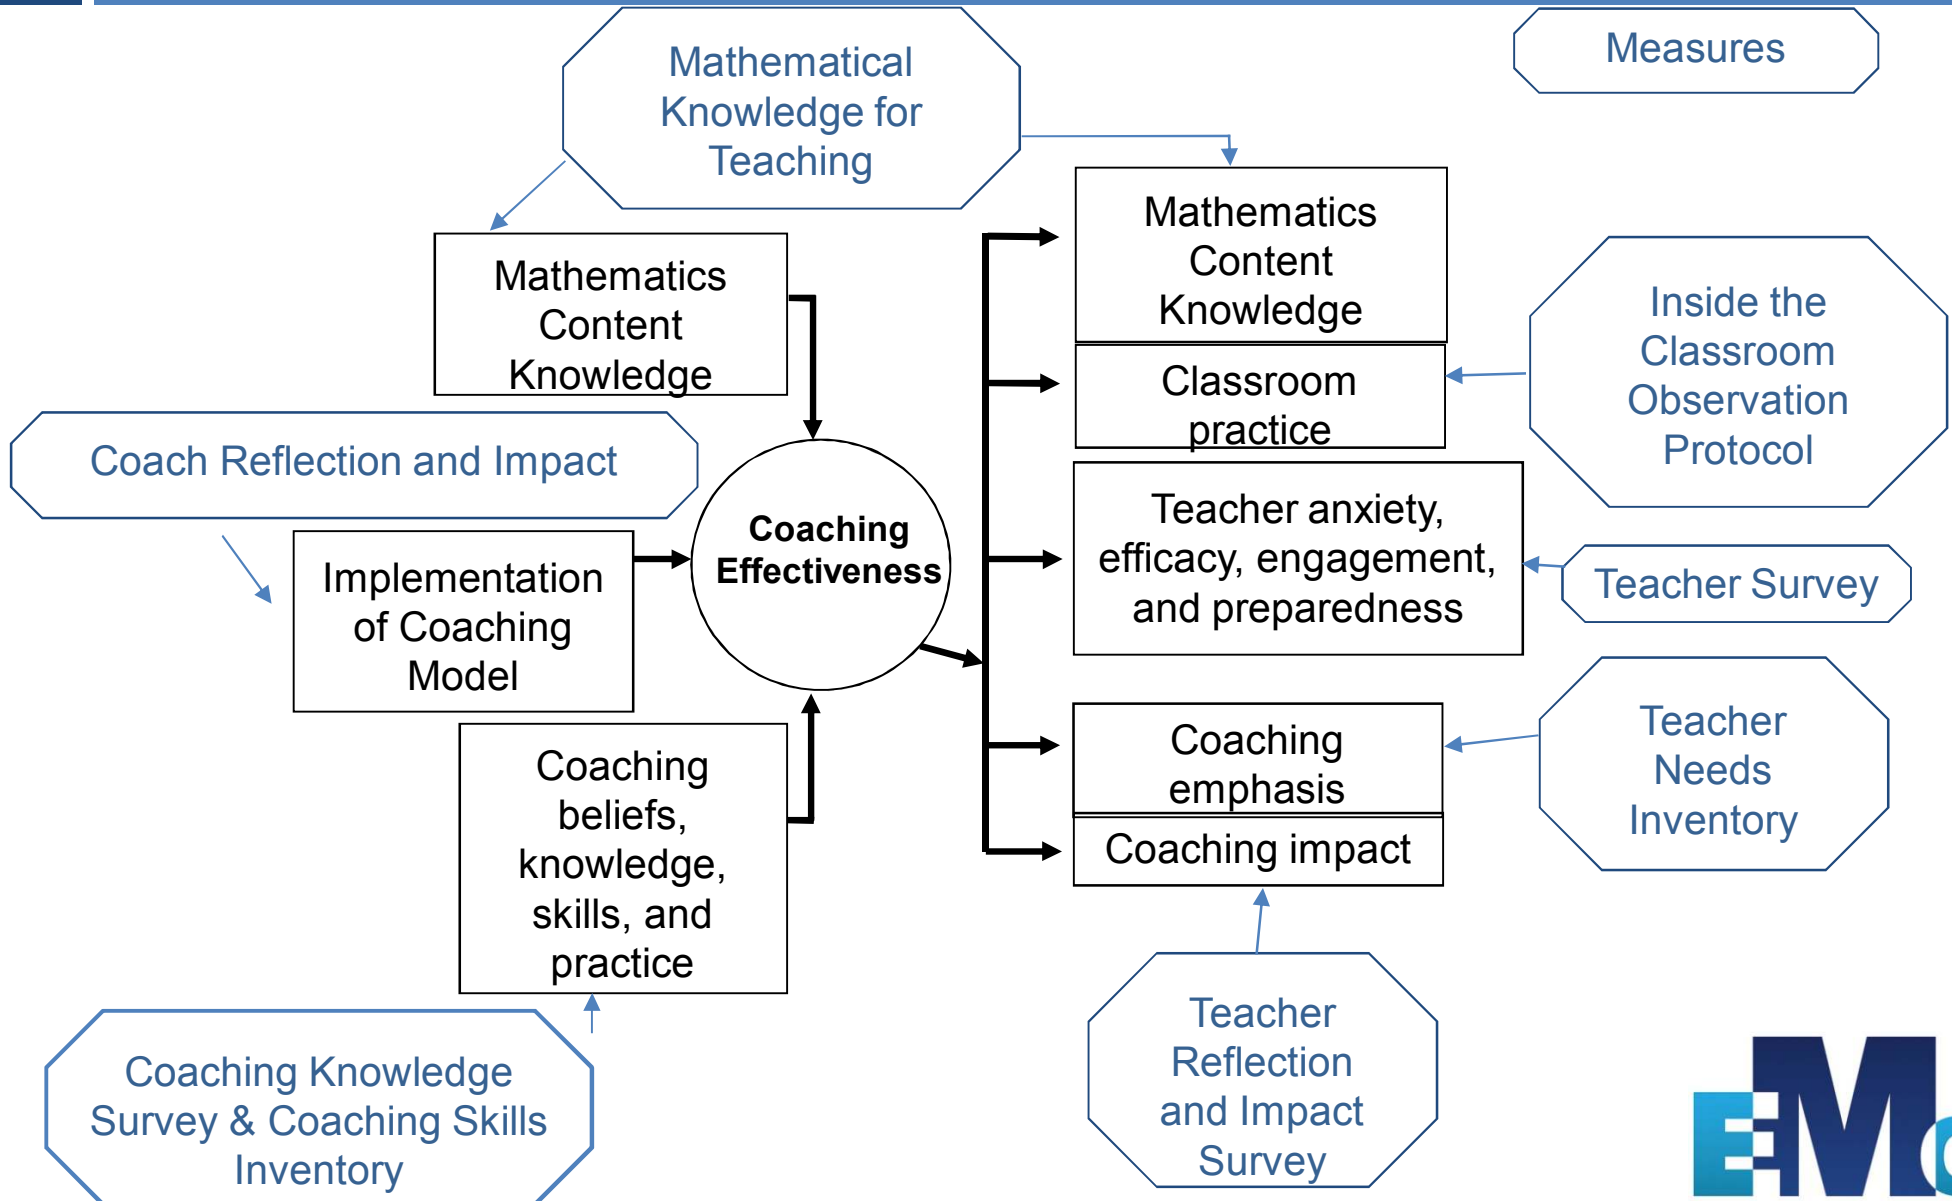 Measures
Mathematical
Knowledge for
Teaching
Mathematics
Content
Knowledge
Coach Reflection and Impact
Implementation
of Coaching
Model
Coaching
beliefs,
knowledge,
skills, and
practice
Coaching Knowledge
Survey & Coaching Skills
Inventory
Coaching
Effectiveness
Mathematics
Content
Knowledge
Classroom
practice
Teacher anxiety,
efficacy, engagement,
and preparedness
Coaching
emphasis
Coaching impact
Inside the
Classroom
Observation
Protocol
Teacher Survey
Teacher
Needs
Inventory
Teacher
Reflection
and Impact
Survey
EMC